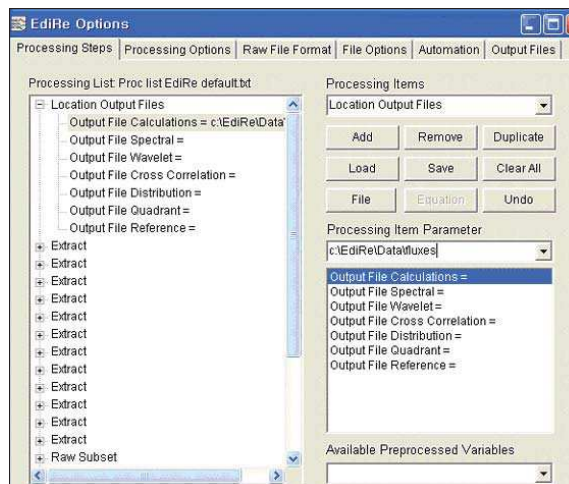 EdiRe Options
Processing Steps Processing Options Raw File Format File Options Automation Output Files
Processing List: Proc list EdiRe default.txt
Location Output Files
Output File Calculations = c:\EdiRe\Data\
Output File Spectral =
Output File Wavelet =
Output File Cross Correlation =
Output File Distribution =
Output File Quadrant =
Output File Reference =
Extract
Extract
Extract
Extract
Extract
Extract
Extract
Extract
Extract
Extract
Extract
Extract
Raw Subset
Processing Items
Location Output Files
Add Remove Duplicate
Load Save Clear All
File Equation Undo
Processing Item Parameter
c:\EdiRe\Data\fluxes
Output File Calculations =
Output File Spectral =
Output File Wavelet =
Output File Cross Correlation =
Output File Distribution =
Output File Quadrant =
Output File Reference =
Available Preprocessed Variables